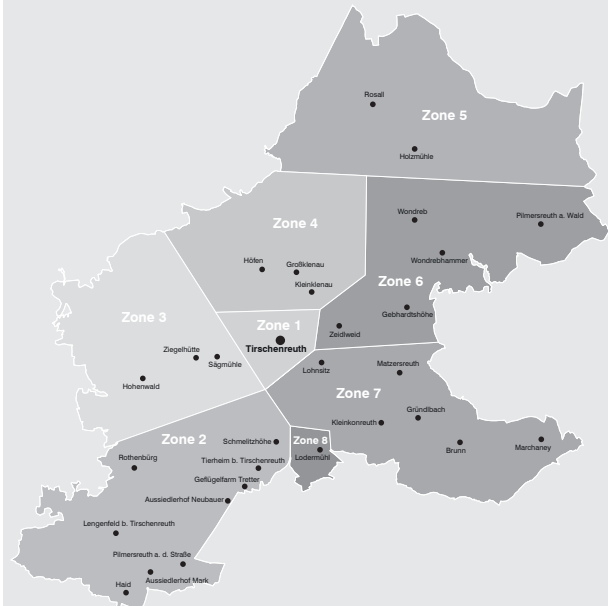 Rosall
Zone 5
Holzmühle
Wondreb
Pilmersreuth a. Wald
Zone 4
Wondrebhammer
Höfen
Großklenau
Kleinklenau
Zone 6
Gebhardtshöhe
Zone 3
Zone 1
Zeidlweid
Tirschenreuth
Ziegelhütte
Sägmühle
Lohnsitz
Matzersreuth
Hohenwald
Zone 7
Gründlbach
Kleinkonreuth
Zone 2
Schmelitzhöhe
Zone 8
Lodermühl
Brunn
Marchaney
Rothenbürg
Tierheim b. Tirschenreuth
Geflügelfarm Tretter
Aussiedlerhof Neubauer
Lengenfeld b. Tirschenreuth
Pilmersreuth a. d. Straße
Haid
Aussiedlerhof Mark